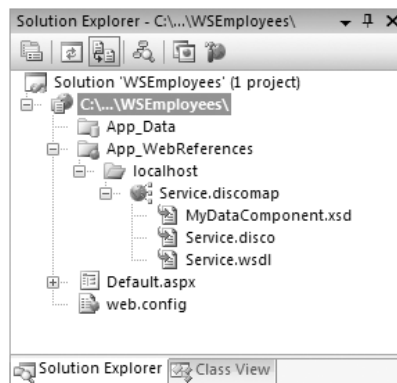 Solution Explorer - C:\...\WSEmployees\
Solution 'WSEmployees' (1 project)
C:\...\WSEmployees\
App_Data
App_WebReferences
localhost
Service.discomap
MyDataComponent.xsd
Service.disco
Service.wsdl
Default.aspx
web.config
Solution Explorer Class View